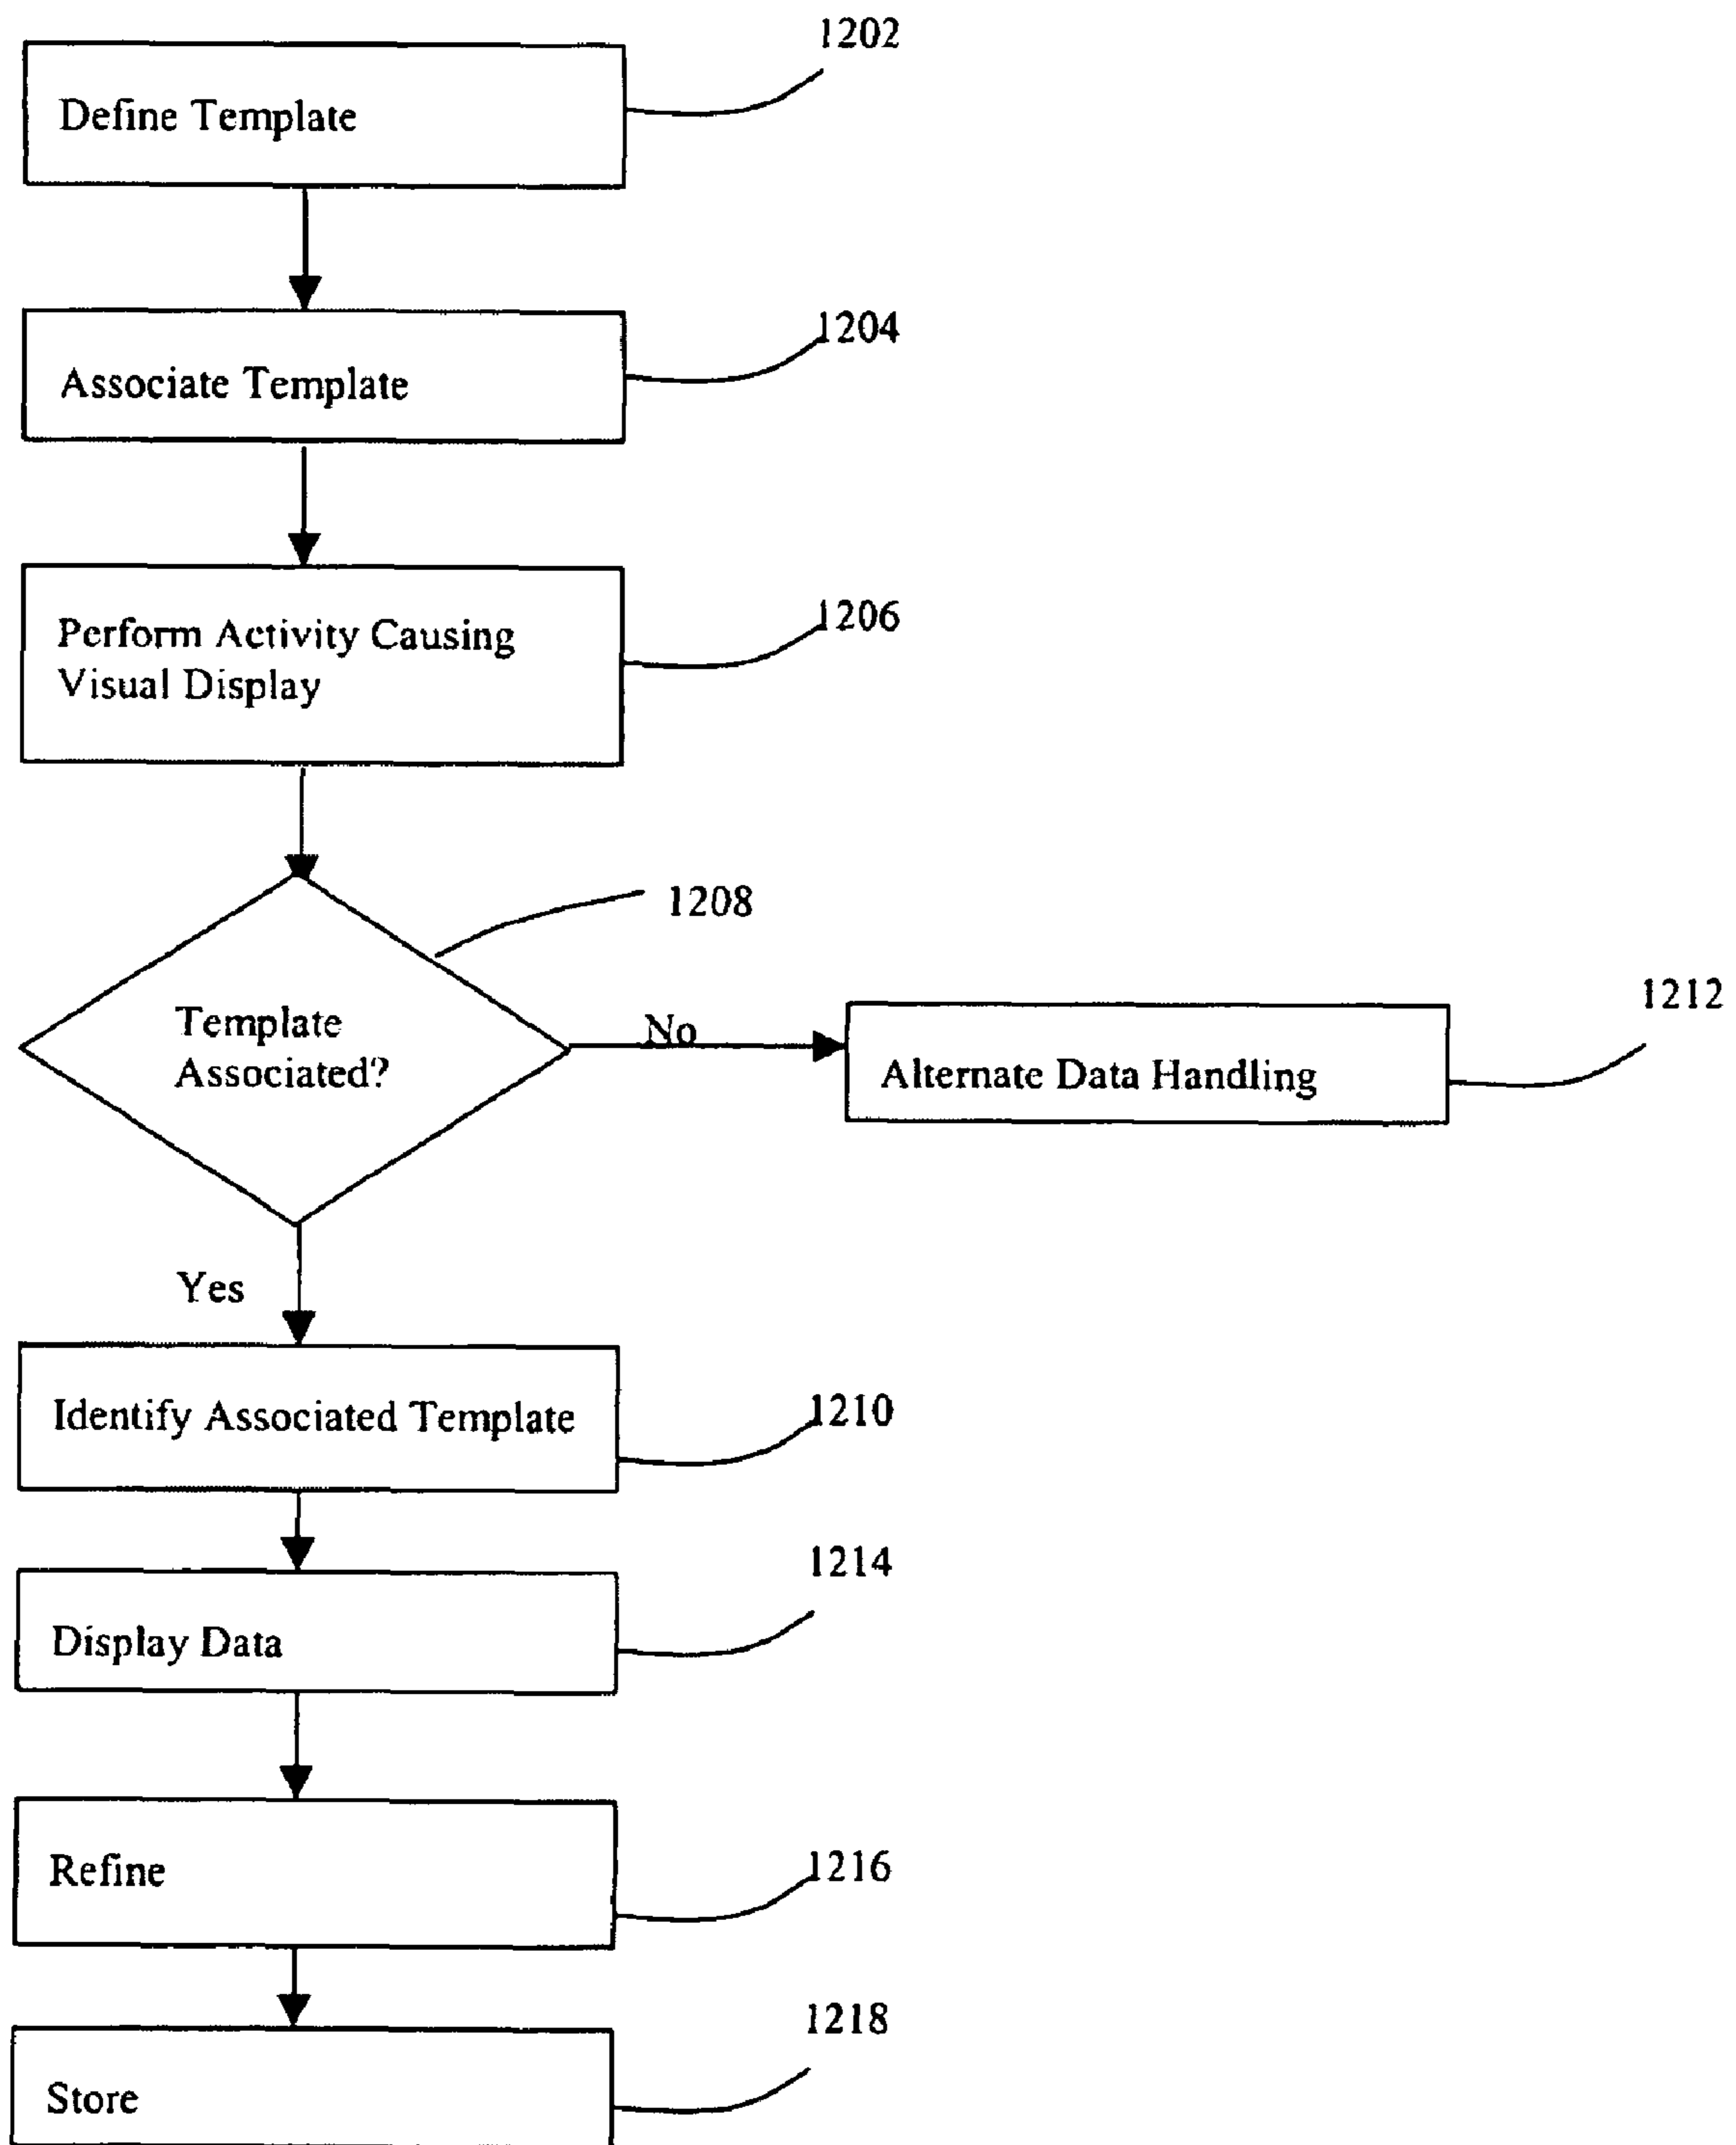 1202
Define Template
1204
Associate Template
1206
Perform Activity Causing
Visual Display
1208
Template
Associated?
No
1212
Alternate Data Handling
Yes
1210
Identify Associated Template
1214
Display Data
1216
Refine
1218
Store